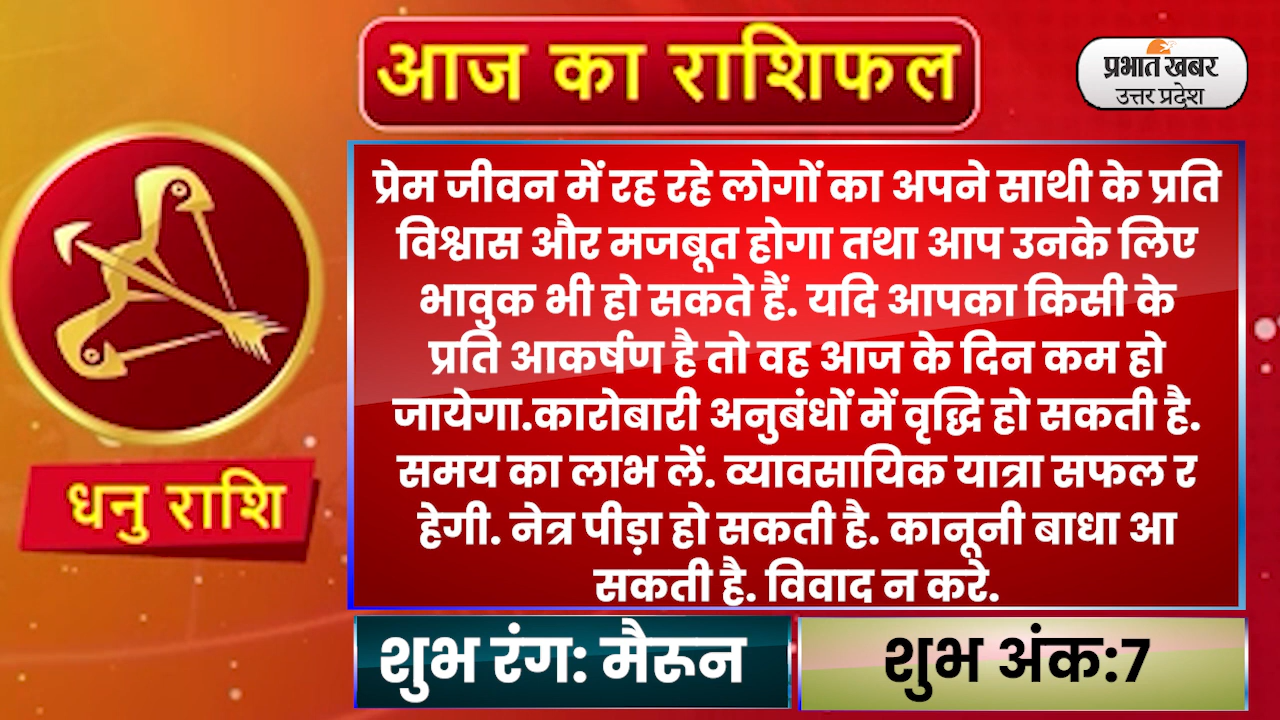 आज का राशिफल
प्रभात खबर
उत्तर प्रदेश
प्रेम जीवन में रह रहे लोगों का अपने साथी के प्रति
विश्वास और मजबूत होगा तथा आप उनके लिए
भावुक भी हो सकते हैं. यदि आपका किसी के
प्रति आकर्षण है तो वह आज के दिन कम हो
जायेगा.कारोबारी अनुबंधों में वृद्धि हो सकती है.
समय का लाभ लें. व्यावसायिक यात्रा सफल र
हेगी. नेत्र पीड़ा हो सकती है. कानूनी बाधा आ
सकती है. विवाद न करे.
धनु राशि
शुभ रंग: मैरून
शुभ अंक:7